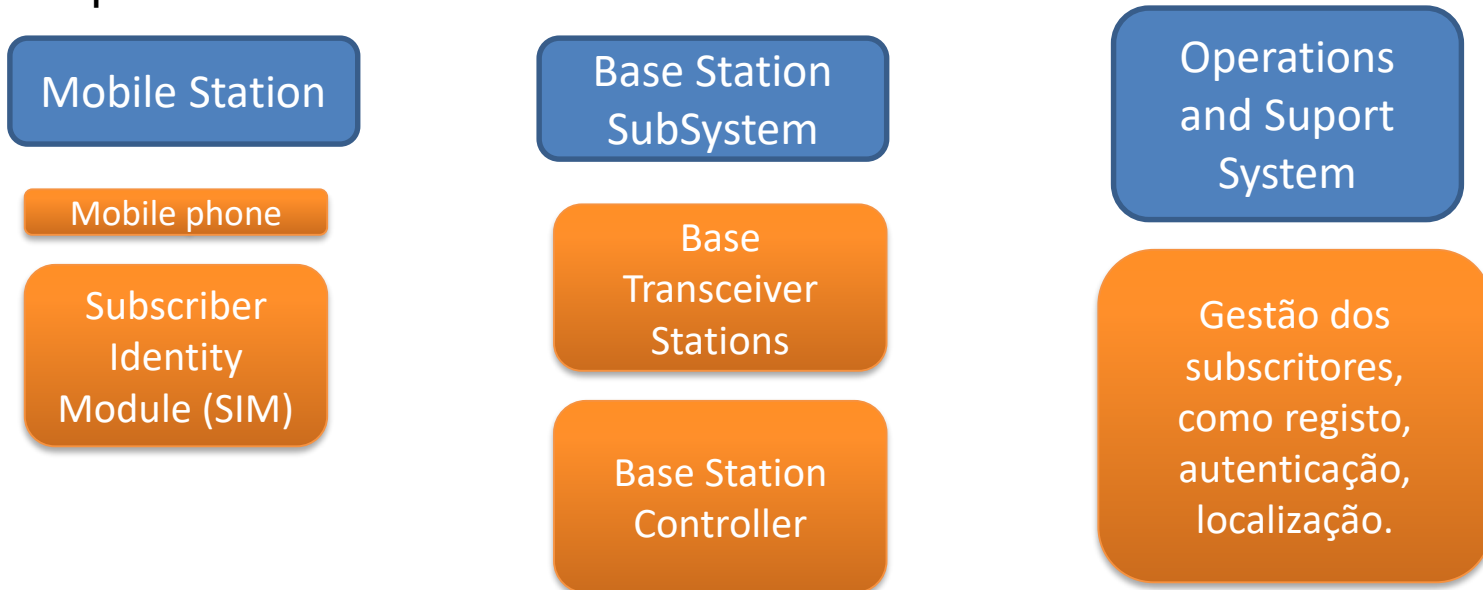 Mobile Station
Mobile phone
Subscriber
Identity
Module (SIM)
Base Station
SubSystem
Base
Transceiver
Stations
Base Station
Controller
Operations
and Suport
System
Gestão dos
subscritores,
como registo,
autenticação,
localização.